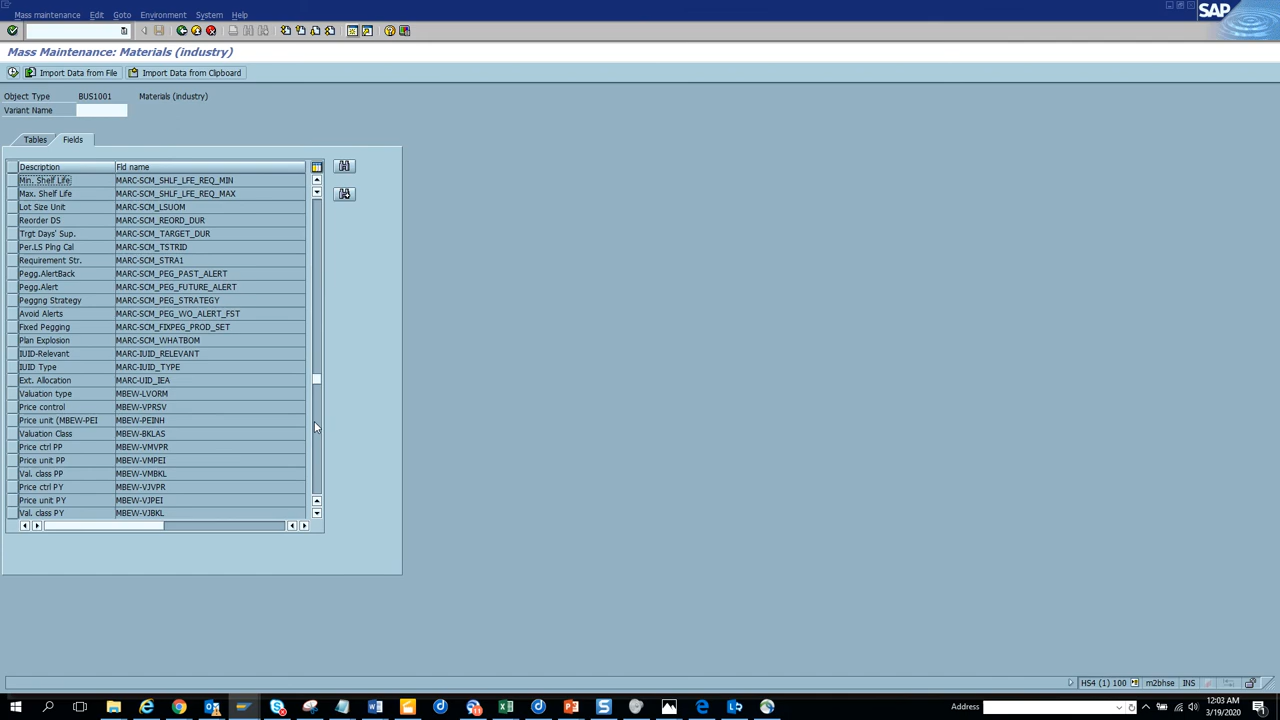 Mass maintenance Edit Goto Environment System Help
SAP
Mass Maintenance: Materials (industry)
Import Data from File Import Data from Clipboard
Object Type BUS1001 Materials (industry)
Variant Name
Tables Fields
Description Fld name
Min. Shelf Life MARC-SCM_SHLF_LFE_REQ_MIN
Max. Shelf Life MARC-SCM_SHLF_LFE_REQ_MAX
Lot Size Unit MARC-SCM_LSUOM
Reorder DS MARC-SCM_REORD_DUR
Trgt Days' Sup. MARC-SCM_TARGET_DUR
Per.LS Plng Cal MARC-SCM_TSTRID
Requirement Str. MARC-SCM_STRA1
Pegg.AlertBack MARC-SCM_PEG_PAST_ALERT
Pegg.Alert MARC-SCM_PEG_FUTURE_ALERT
Peggng Strategy MARC-SCM_PEG_STRATEGY
Avoid Alerts MARC-SCM_PEG_WO_ALERT_FST
Fixed Pegging MARC-SCM_FIXPEG_PROD_SET
Plan Explosion MARC-SCM_WHATBOM
IUID-Relevant MARC-IUID_RELEVANT
IUID Type MARC-IUID_TYPE
Ext. Allocation MARC-UID_IEA
Valuation type MBEW-LVORM
Price control MBEW-VPRSV
Price unit (MBEW-PEI MBEW-PEINH
Valuation Class MBEW-BKLAS
Price ctrl PP MBEW-VMVPR
Price unit PP MBEW-VMPEI
Val. class PP MBEW-VMBKL
Price ctrl PY MBEW-VJVPR
Price unit PY MBEW-VJPEI
Val. class PY MBEW-VJBKL
HS4 (1) 100 m2bhse INS
Address
12:03 AM
3/19/2020